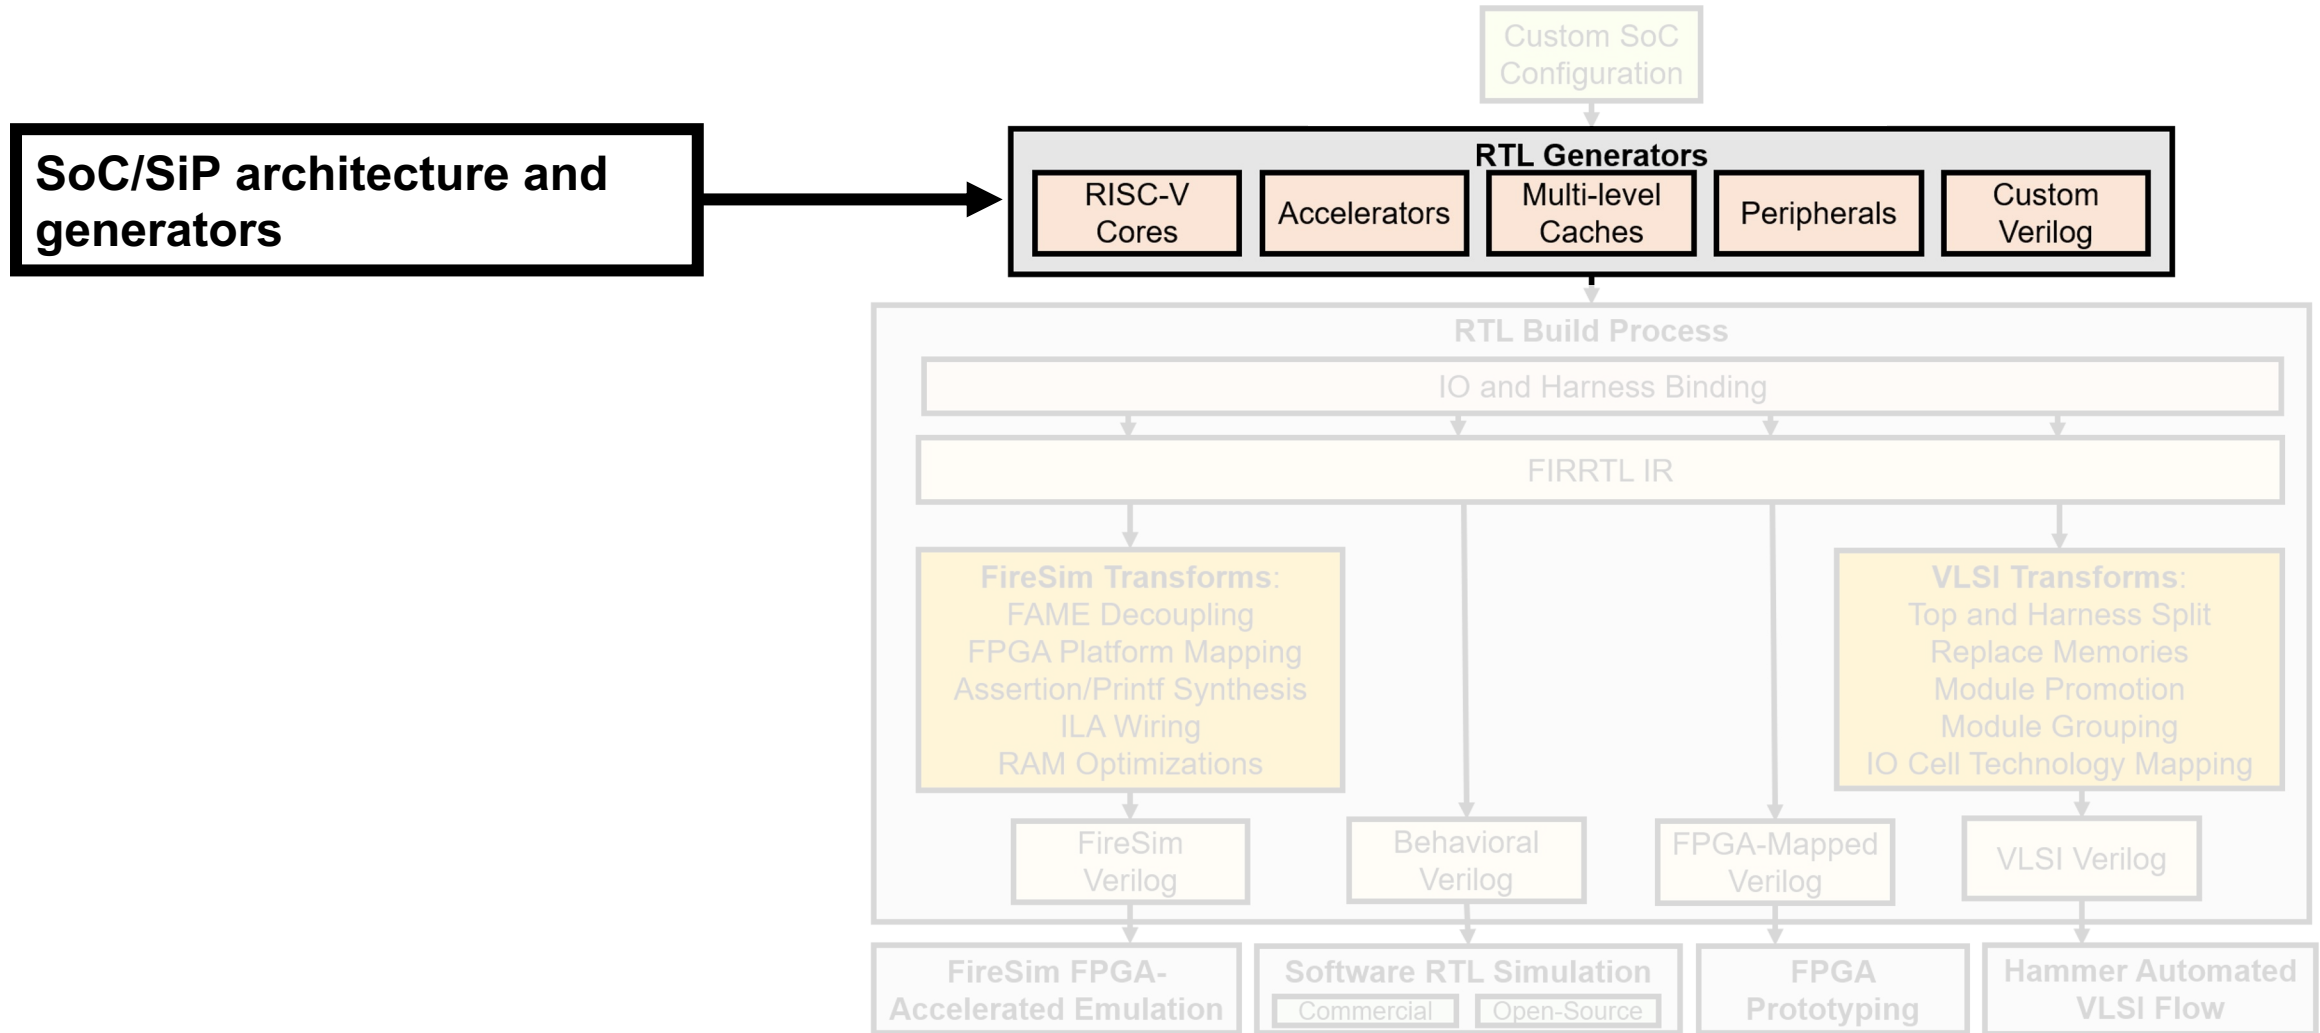 Custom SoC
Configuration
SoC/SiP architecture and
generators
RTL Generators
RISC-V
Cores
Accelerators
Multi-level
Caches
Peripherals
Custom
Verilog
RTL Build Process
IO and Harness Binding
FIRRTL IR
FireSim Transforms:
FAME Decoupling
FPGA Platform Mapping
Assertion/Printf Synthesis
ILA Wiring
RAM Optimizations
VLSI Transforms:
Top and Harness Split
Replace Memories
Module Promotion
Module Grouping
IO Cell Technology Mapping
FireSim
Verilog
Behavioral
Verilog
FPGA-Mapped
Verilog
VLSI Verilog
FireSim FPGA-
Accelerated Emulation
Software RTL Simulation
Commercial
Open-Source
FPGA
Prototyping
Hammer Automated
VLSI Flow